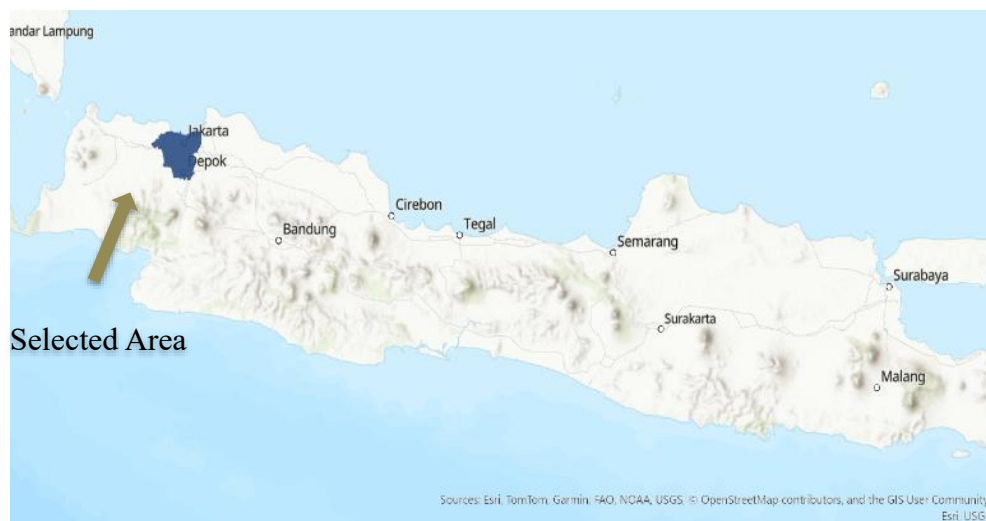 andar Lampung
Jakarta
Depok
Cirebon
Tegal
Bandung
Semarang
Surabaya
Surakarta
Selected Area
Malang
Sources: Esri, TomTom, Garmin, FAO, NOAA, USGS, © OpenStreetMap contributors, and the GIS User Community
Esri, USG